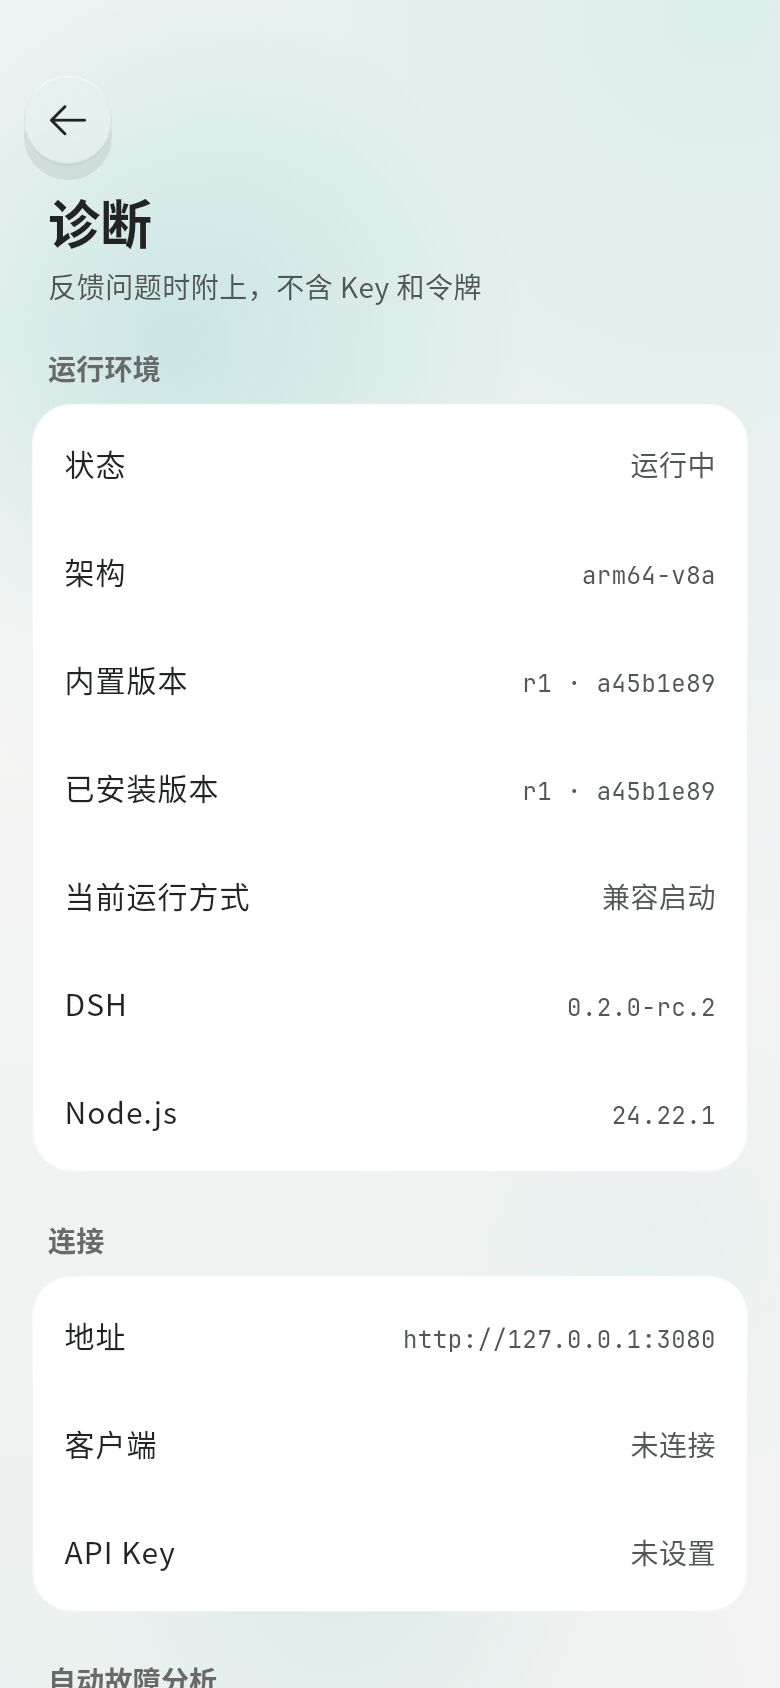 诊断
反馈问题时附上，不含 Key 和令牌
运行环境
状态 运行中
架构 arm64-v8a
内置版本 r1 · a45b1e89
已安装版本 r1 · a45b1e89
当前运行方式 兼容启动
DSH 0.2.0-rc.2
Node.js 24.22.1
连接
地址 http://127.0.0.1:3080
客户端 未连接
API Key 未设置
自动故障分析